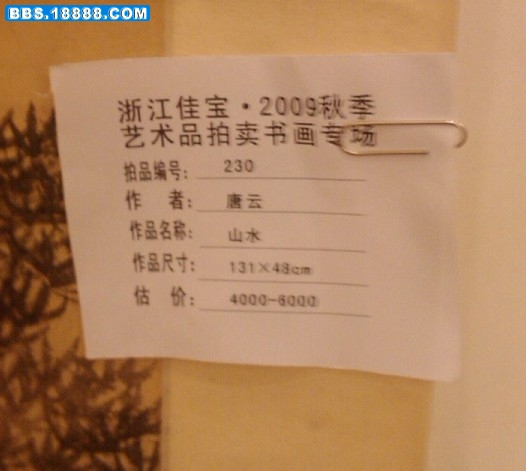 BBS.18888.COM
浙江佳宝·2009秋季
艺术品拍卖书画专场
拍品编号: 230
作 者: 唐云
作品名称: 山水
作品尺寸: 131×48cm
估 价: 4000-6000